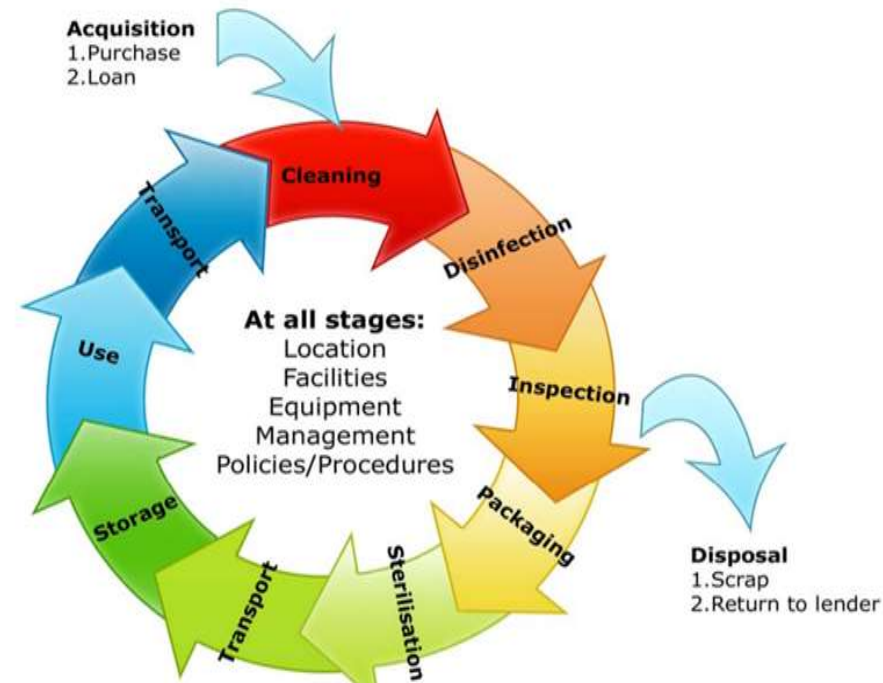 Acquisition
1.Purchase
2.Loan
Cleaning
Disinfection
Inspection
Packaging
Sterilisation
Transport
Storage
Use
Transport
At all stages:
Location
Facilities
Equipment
Management
Policies/Procedures
Disposal
1.Scrap
2.Return to lender